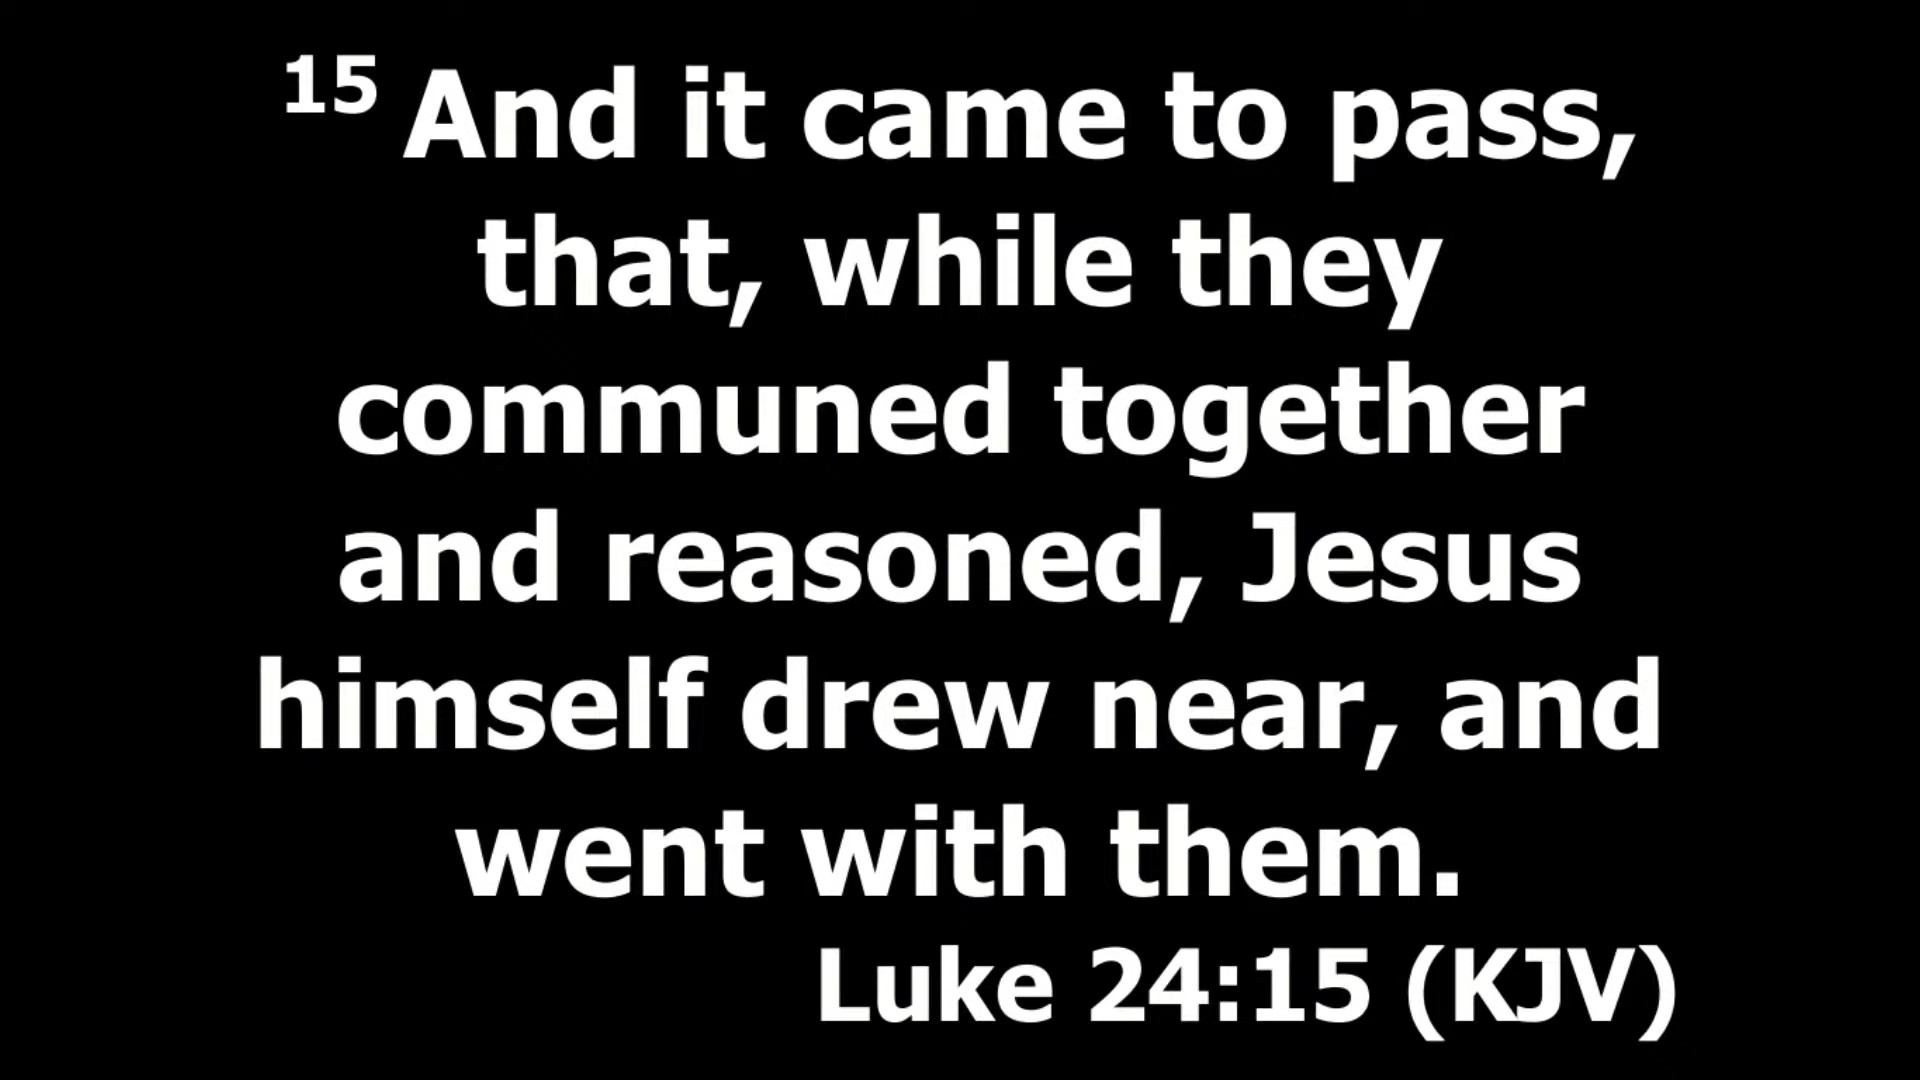 15 And it came to pass,
that, while they
communed together
and reasoned, Jesus
himself drew near, and
went with them.
Luke 24:15 (KJV)